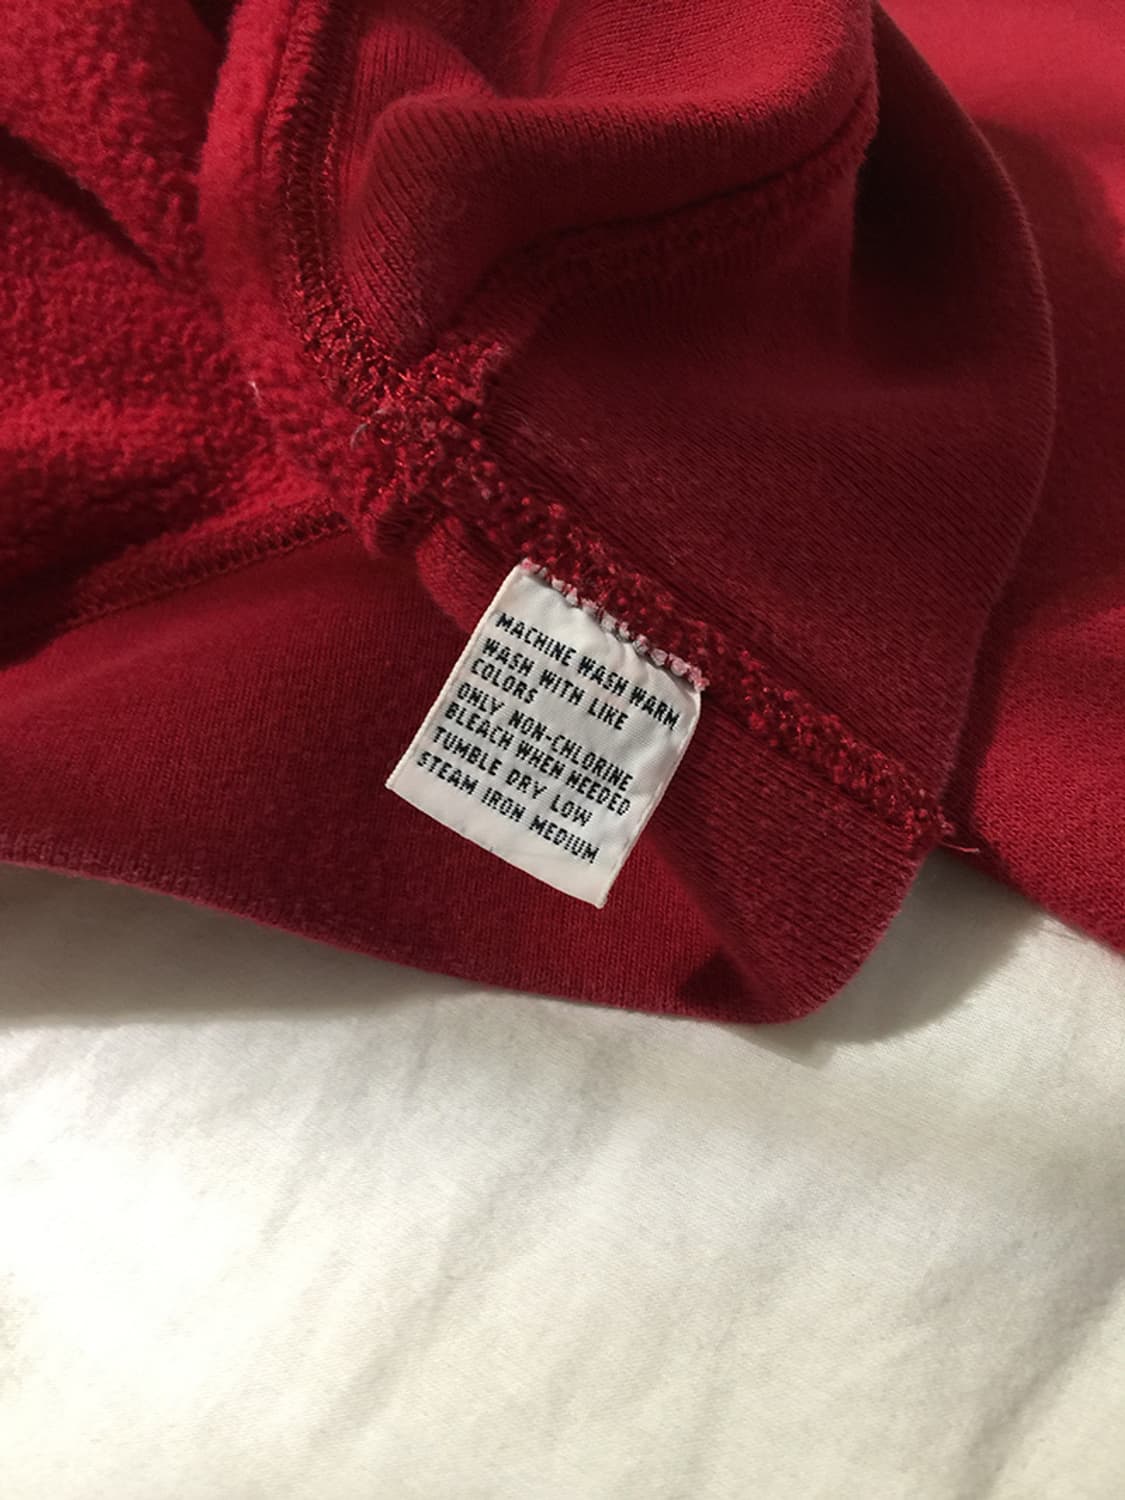 MACHINE WASH WARM
WASH WITH LIKE
COLORS
ONLY NON-CHLORINE
BLEACH WHEN NEEDED
TUMBLE DRY LOW
STEAM IRON MEDIUM